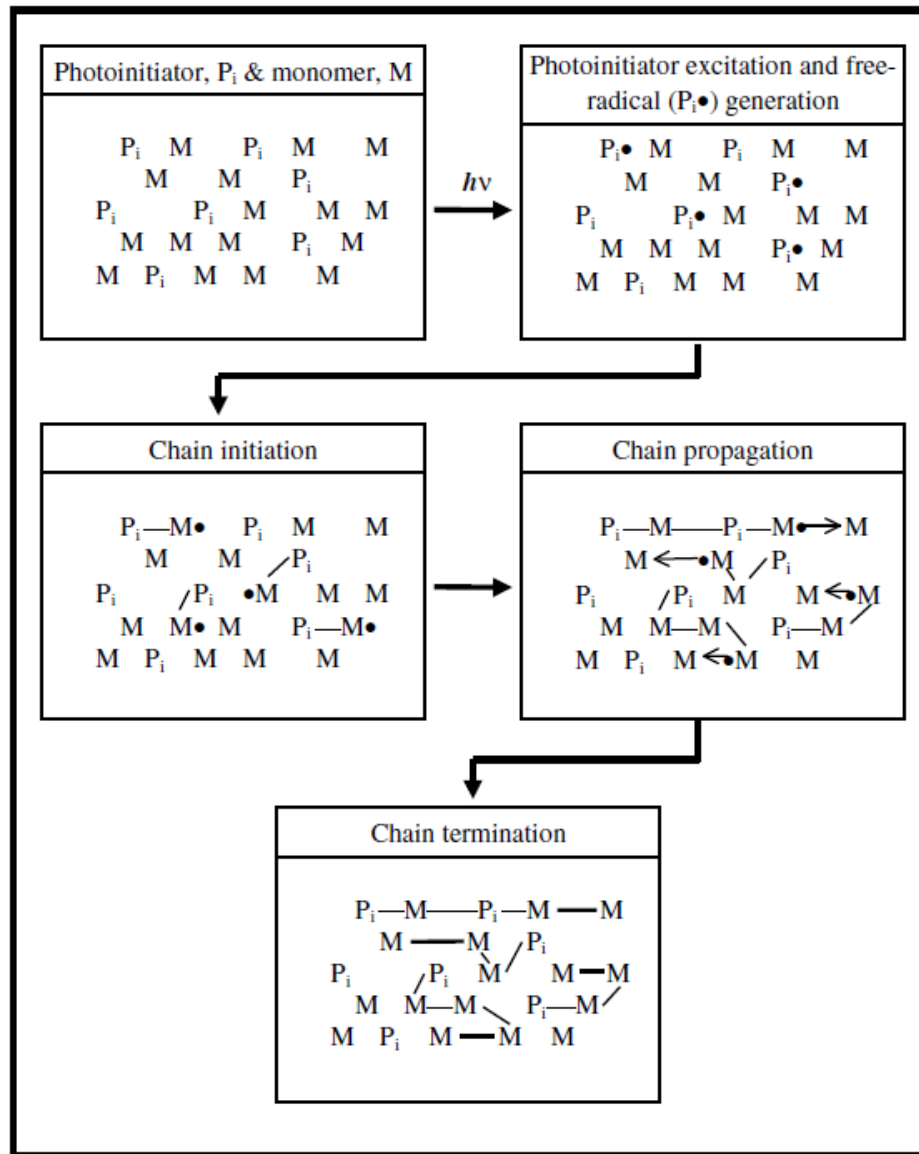 Photoinitiator, Pᵢ & monomer, M
Pᵢ M Pᵢ M M
M M Pᵢ
Pᵢ Pᵢ M M M
M M M Pᵢ M
M Pᵢ M M M
hν
Photoinitiator excitation and free-
radical (Pᵢ●) generation
Pᵢ● M Pᵢ M M
M M Pᵢ●
Pᵢ Pᵢ● M M M
M M M Pᵢ● M
M Pᵢ M M M
Chain initiation
Pᵢ—M● Pᵢ M M
M M Pᵢ
Pᵢ Pᵢ ●M M M
M M● M Pᵢ—M●
M Pᵢ M M M
Chain propagation
Pᵢ—M—Pᵢ—M● M
M ●M Pᵢ
Pᵢ Pᵢ M M ●M
M M—M Pᵢ—M
M Pᵢ M ●M M
Chain termination
Pᵢ—M—Pᵢ—M—M
M—M Pᵢ
Pᵢ Pᵢ M M—M
M M—M Pᵢ—M
M Pᵢ M—M M